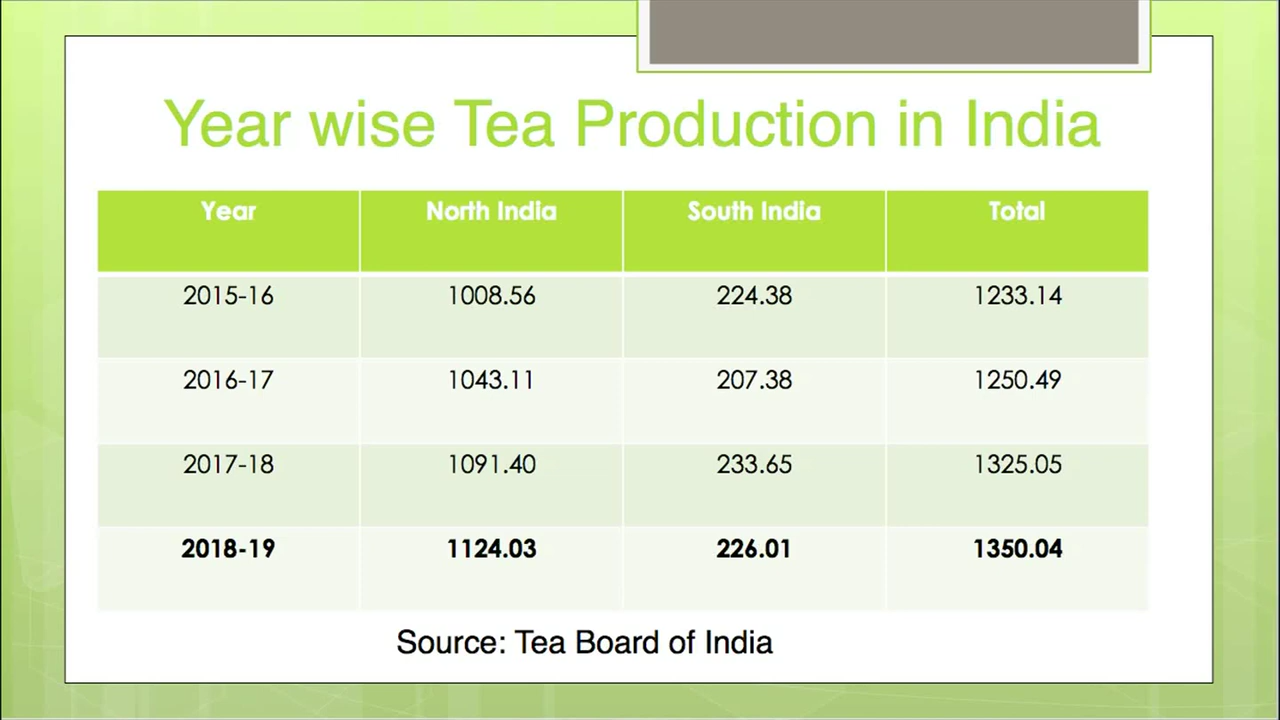 Year wise Tea Production in India
Year North India South India Total
2015-16 1008.56 224.38 1233.14
2016-17 1043.11 207.38 1250.49
2017-18 1091.40 233.65 1325.05
2018-19 1124.03 226.01 1350.04
Source: Tea Board of India